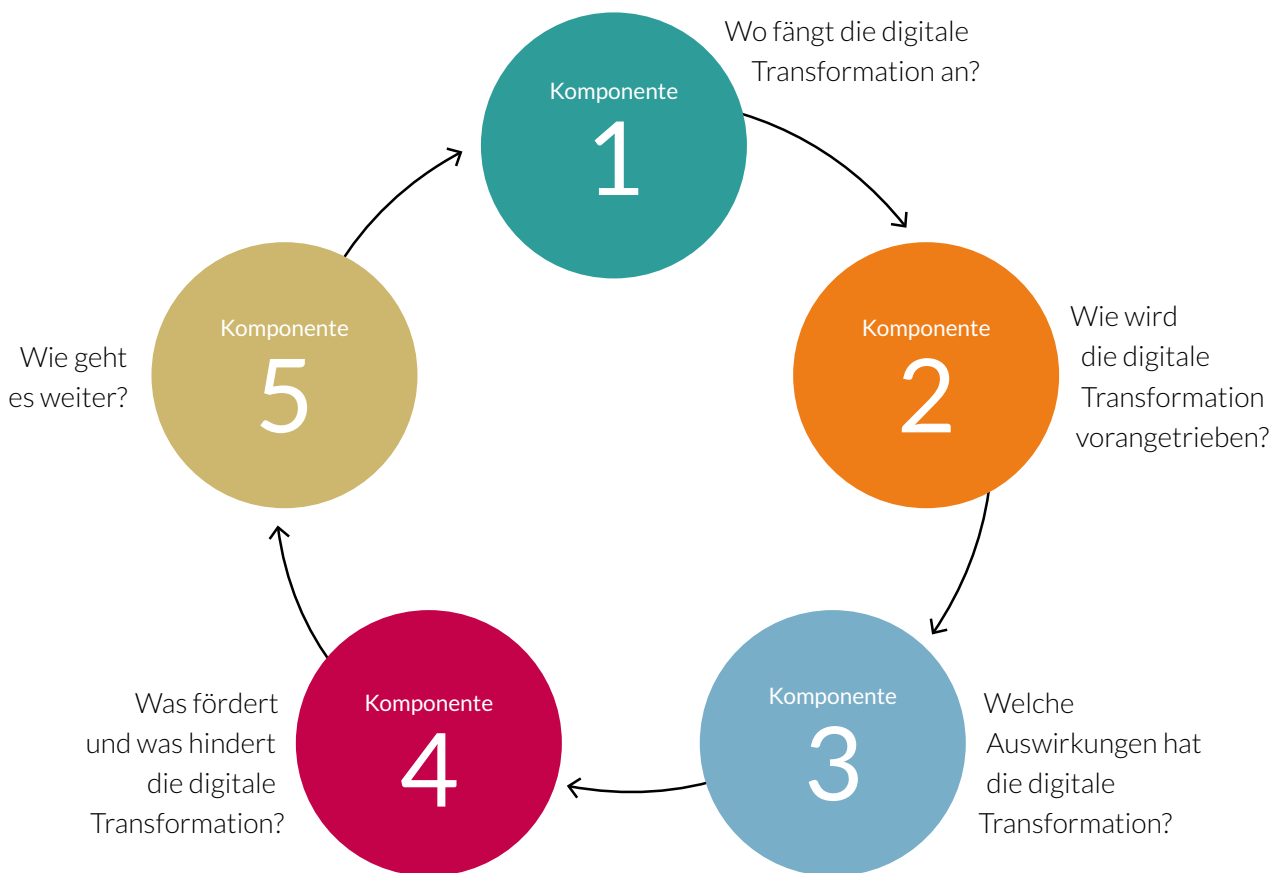 Wo fängt die digitale
Transformation an?
Komponente
1
Komponente
2
Wie wird
die digitale
Transformation
vorangetrieben?
Komponente
3
Welche
Auswirkungen hat
die digitale
Transformation?
Komponente
4
Was fördert
und was hindert
die digitale
Transformation?
Komponente
5
Wie geht
es weiter?